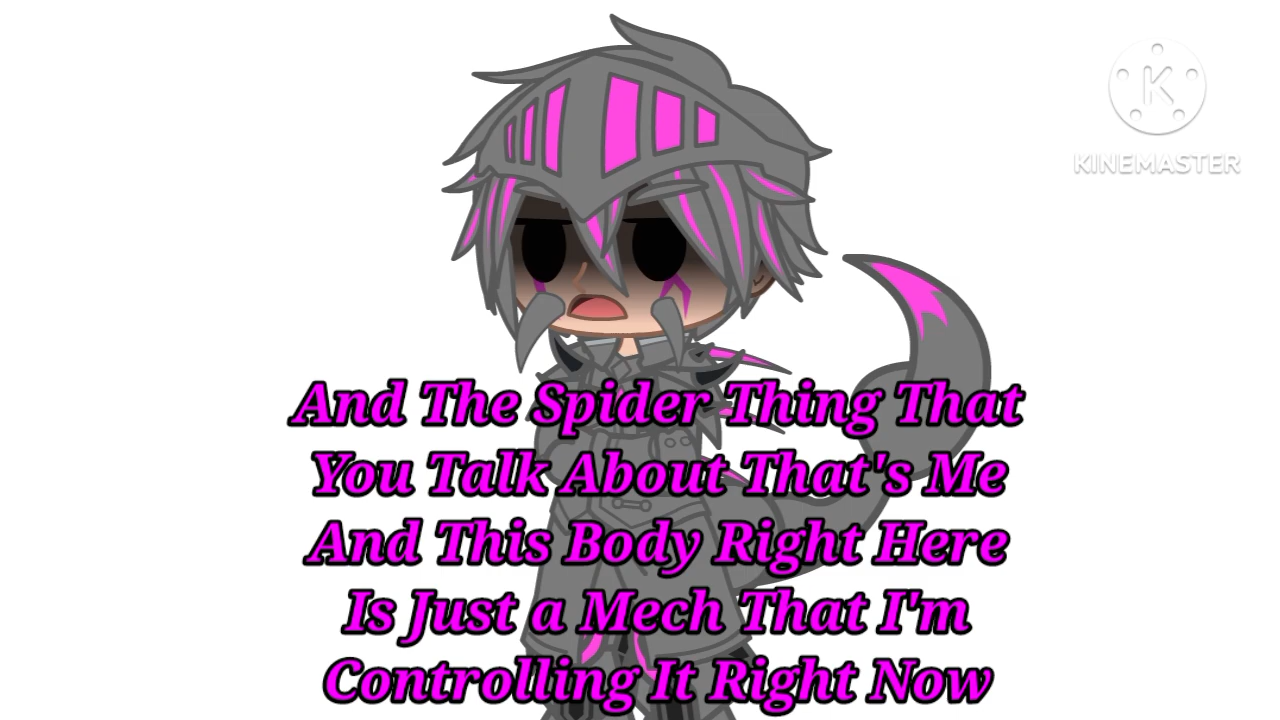 KINEMASTER
And The Spider Thing That
You Talk About That's Me
And This Body Right Here
Is Just a Mech That I'm
Controlling It Right Now